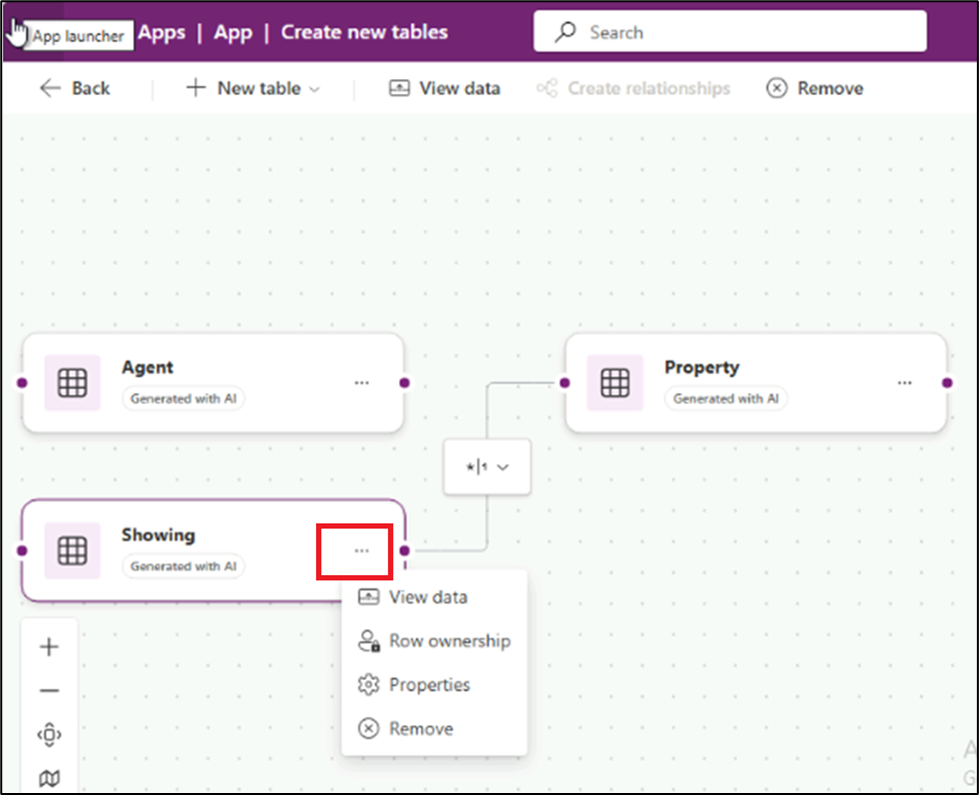 App launcher
Apps | App | Create new tables
Search
Back
New table
View data
Create relationships
Remove
Agent
Generated with AI
Property
Generated with AI
*|1
Showing
Generated with AI
View data
Row ownership
Properties
Remove
A
G